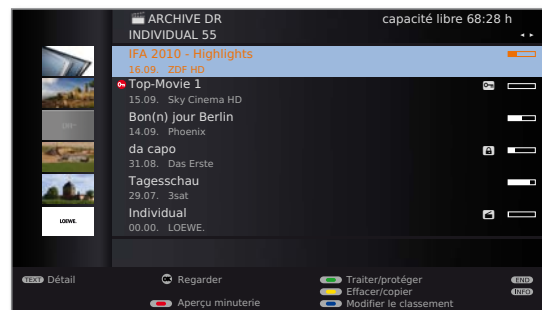 ARCHIVE DR
capacité libre 68:28 h
INDIVIDUAL 55
IFA 2010 - Highlights
16.09. ZDF HD
Top-Movie 1
15.09. Sky Cinema HD
Bon(n) jour Berlin
14.09. Phoenix
da capo
31.08. Das Erste
Tagesschau
29.07. 3sat
Individual
00.00. LOEWE.
LOEWE.
TEXT Détail
OK Regarder
Traiter/protéger
END
Effacer/copier
INFO
Aperçu minuterie
Modifier le classement